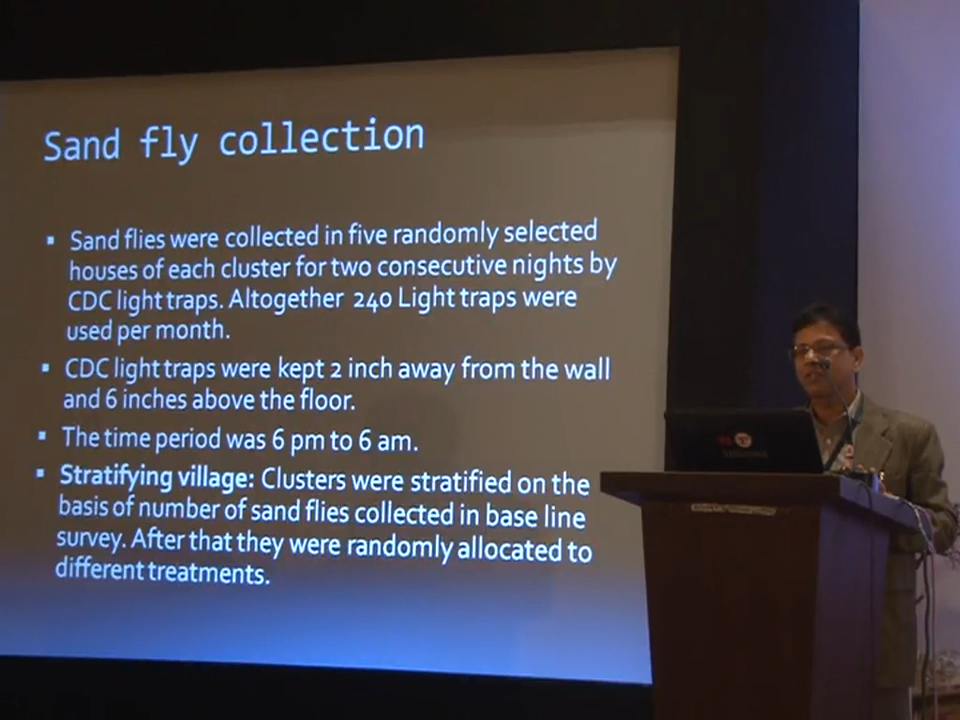 Sand fly collection
▪ Sand flies were collected in five randomly selected
houses of each cluster for two consecutive nights by
CDC light traps. Altogether 240 Light traps were
used per month.
▪ CDC light traps were kept 2 inch away from the wall
and 6 inches above the floor.
▪ The time period was 6 pm to 6 am.
▪ Stratifying village: Clusters were stratified on the
basis of number of sand flies collected in base line
survey. After that they were randomly allocated to
different treatments.